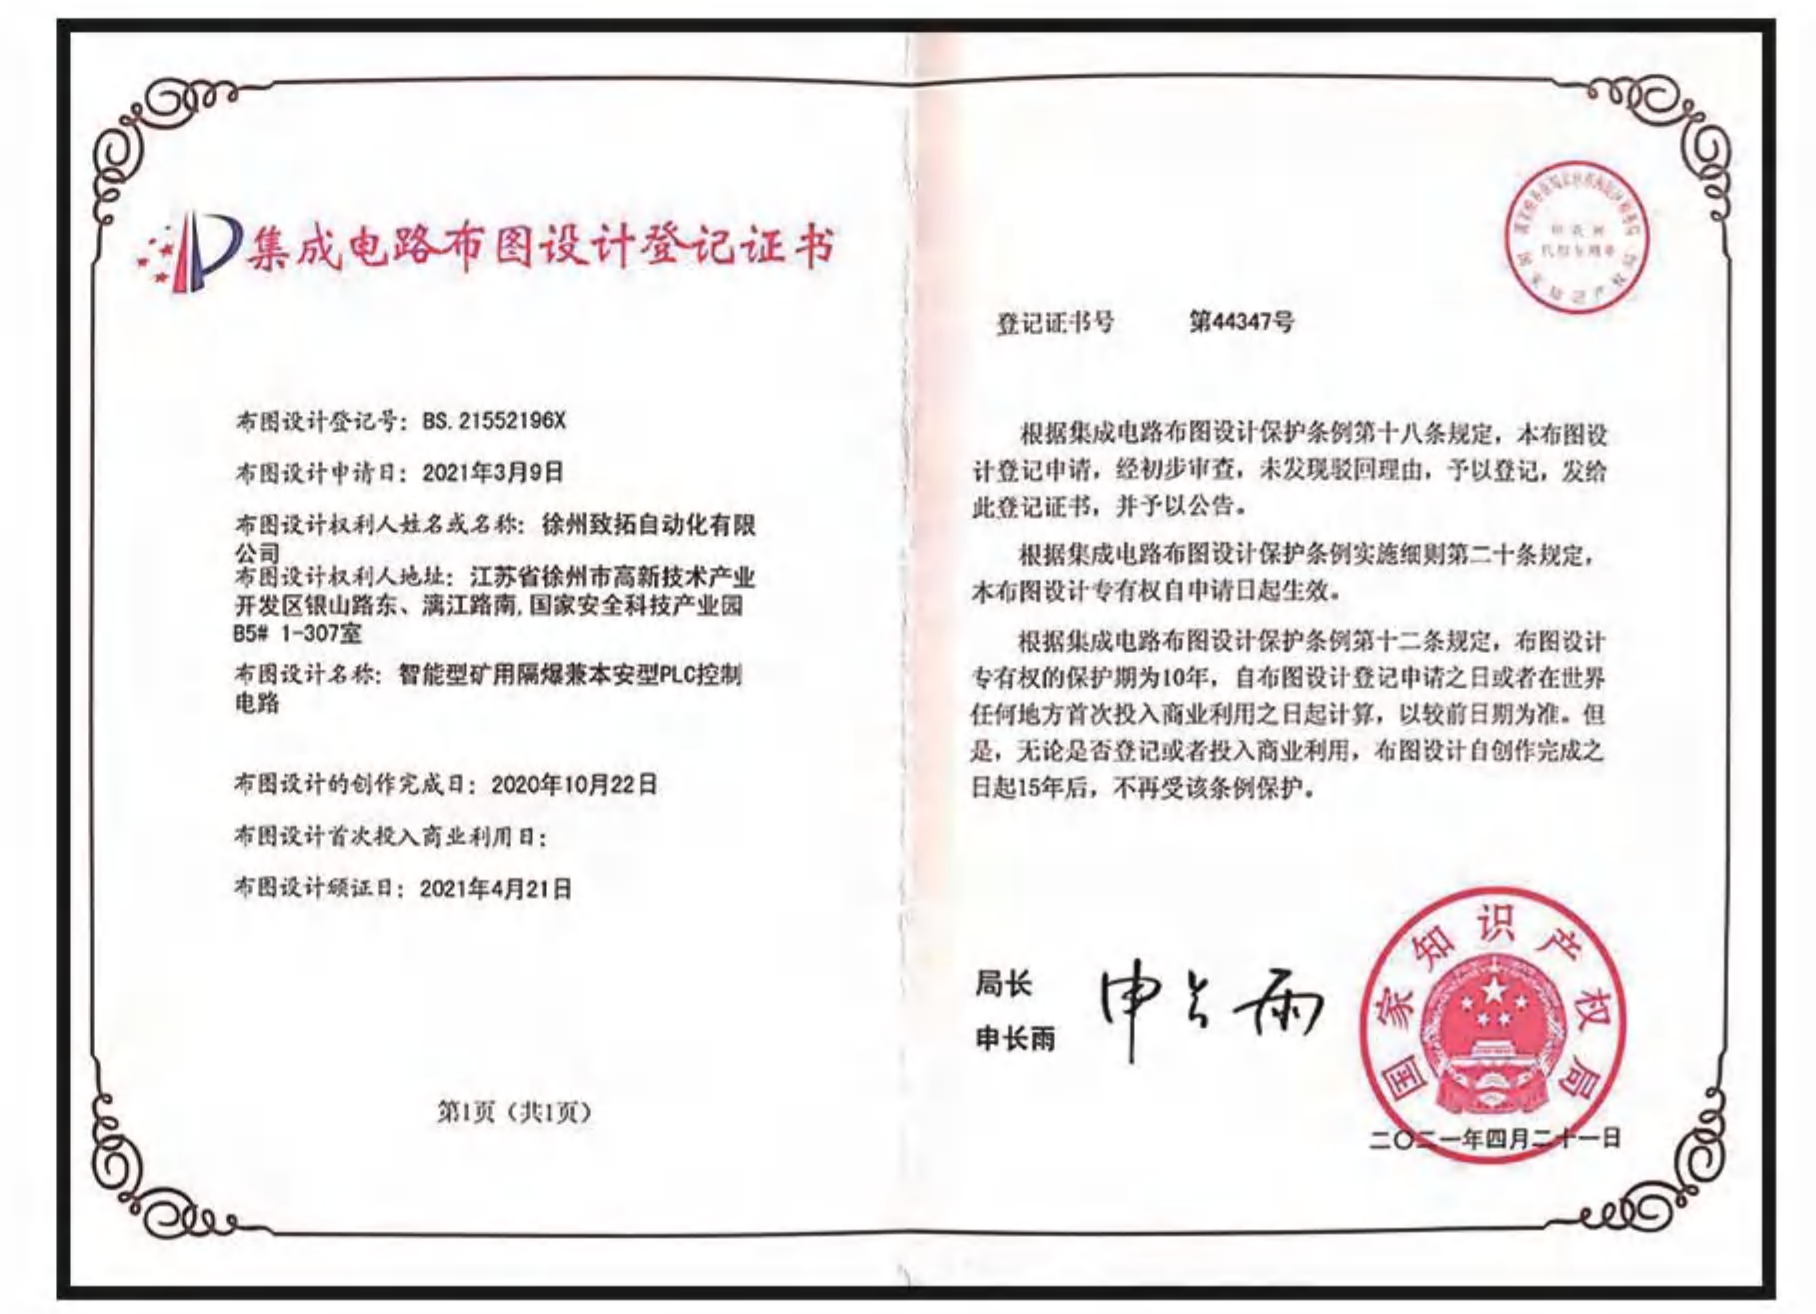 集成电路布图设计登记证书
布图设计登记号：BS.21552196X
布图设计申请日：2021年3月9日
布图设计权利人姓名或名称：徐州致拓自动化有限
公司
布图设计权利人地址：江苏省徐州市高新技术产业
开发区银山路东、漓江路南,国家安全科技产业园
B5# 1-307室
布图设计名称：智能型矿用隔爆兼本安型PLC控制
电路
布图设计的创作完成日：2020年10月22日
布图设计首次投入商业利用日：
布图设计颁证日：2021年4月21日
第1页（共1页）
登记证书号 第44347号
根据集成电路布图设计保护条例第十八条规定，本布图设
计登记申请，经初步审查，未发现驳回理由，予以登记，发给
此登记证书，并予以公告。
根据集成电路布图设计保护条例实施细则第二十条规定，
本布图设计专有权自申请日起生效。
根据集成电路布图设计保护条例第十二条规定，布图设计
专有权的保护期为10年，自布图设计登记申请之日或者在世界
任何地方首次投入商业利用之日起计算，以较前日期为准。但
是，无论是否登记或者投入商业利用，布图设计自创作完成之
日起15年后，不再受该条例保护。
局长
申长雨
申长雨
国家知识产权局
二〇二一年四月二十一日